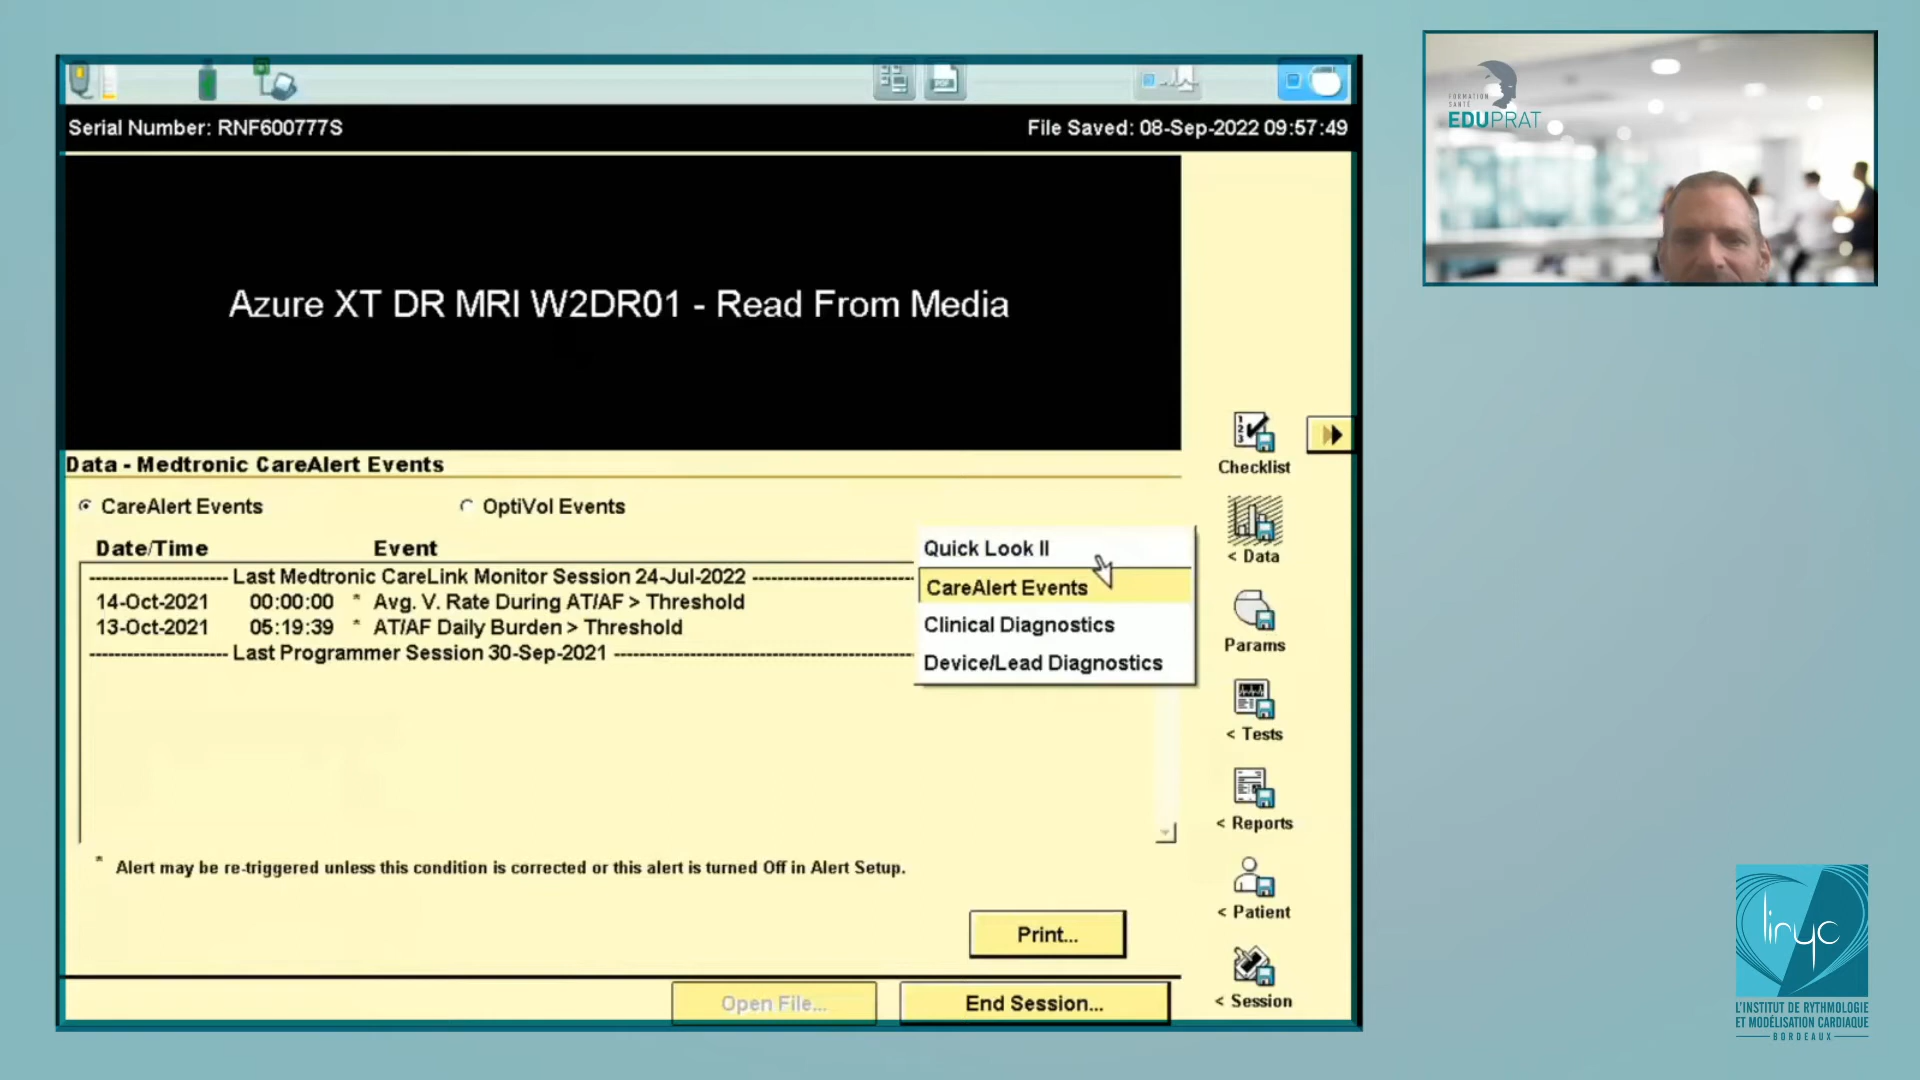 Serial Number: RNF600777S
File Saved: 08-Sep-2022 09:57:49
Azure XT DR MRI W2DR01 - Read From Media
Data - Medtronic CareAlert Events
CareAlert Events
OptiVol Events
Date/Time
Event
Last Medtronic CareLink Monitor Session 24-Jul-2022
14-Oct-2021 00:00:00 * Avg. V. Rate During AT/AF > Threshold
13-Oct-2021 05:19:39 * AT/AF Daily Burden > Threshold
Last Programmer Session 30-Sep-2021
* Alert may be re-triggered unless this condition is corrected or this alert is turned Off in Alert Setup.
Print...
Open File...
End Session...
Quick Look II
CareAlert Events
Clinical Diagnostics
Device/Lead Diagnostics
Checklist
< Data
Params
< Tests
< Reports
< Patient
< Session
FORMATION
SANTÉ
EDUPRAT
liryc
L'INSTITUT DE RYTHMOLOGIE
ET MODÉLISATION CARDIAQUE
BORDEAUX